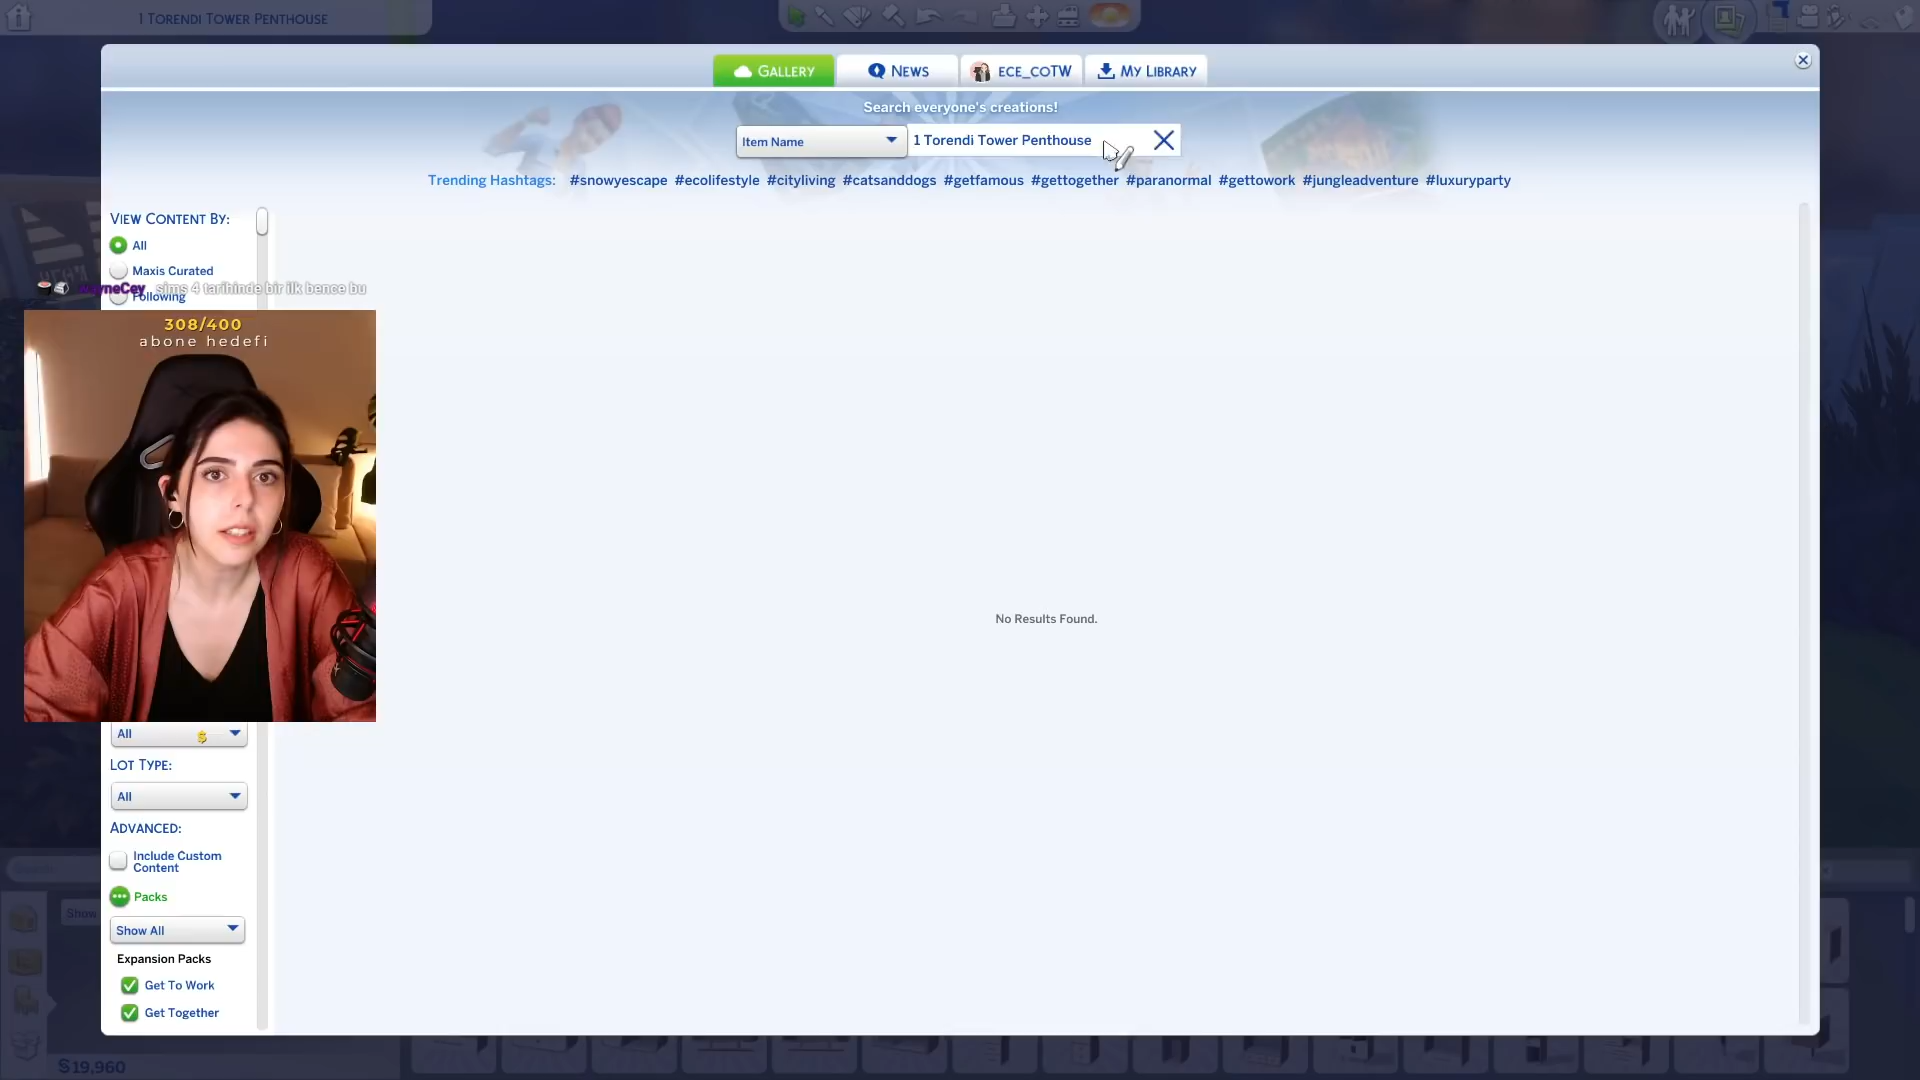 1 Torendi Tower Penthouse
Gallery
News
ECE_COTW
My Library
Search everyone's creations!
Item Name
1 Torendi Tower Penthouse
Trending Hashtags: #snowyescape #ecolifestyle #cityliving #catsanddogs #getfamous #gettogether #paranormal #gettowork #jungleadventure #luxuryparty
View Content By:
All
Maxis Curated
wayneCey sims 4 tarihinde bir ilk bence bu
Following
308/400
abone hedefi
No Results Found.
All
Lot Type:
All
Advanced:
Include Custom
Content
Packs
Show
Show All
Expansion Packs
Get To Work
Get Together
§19,960